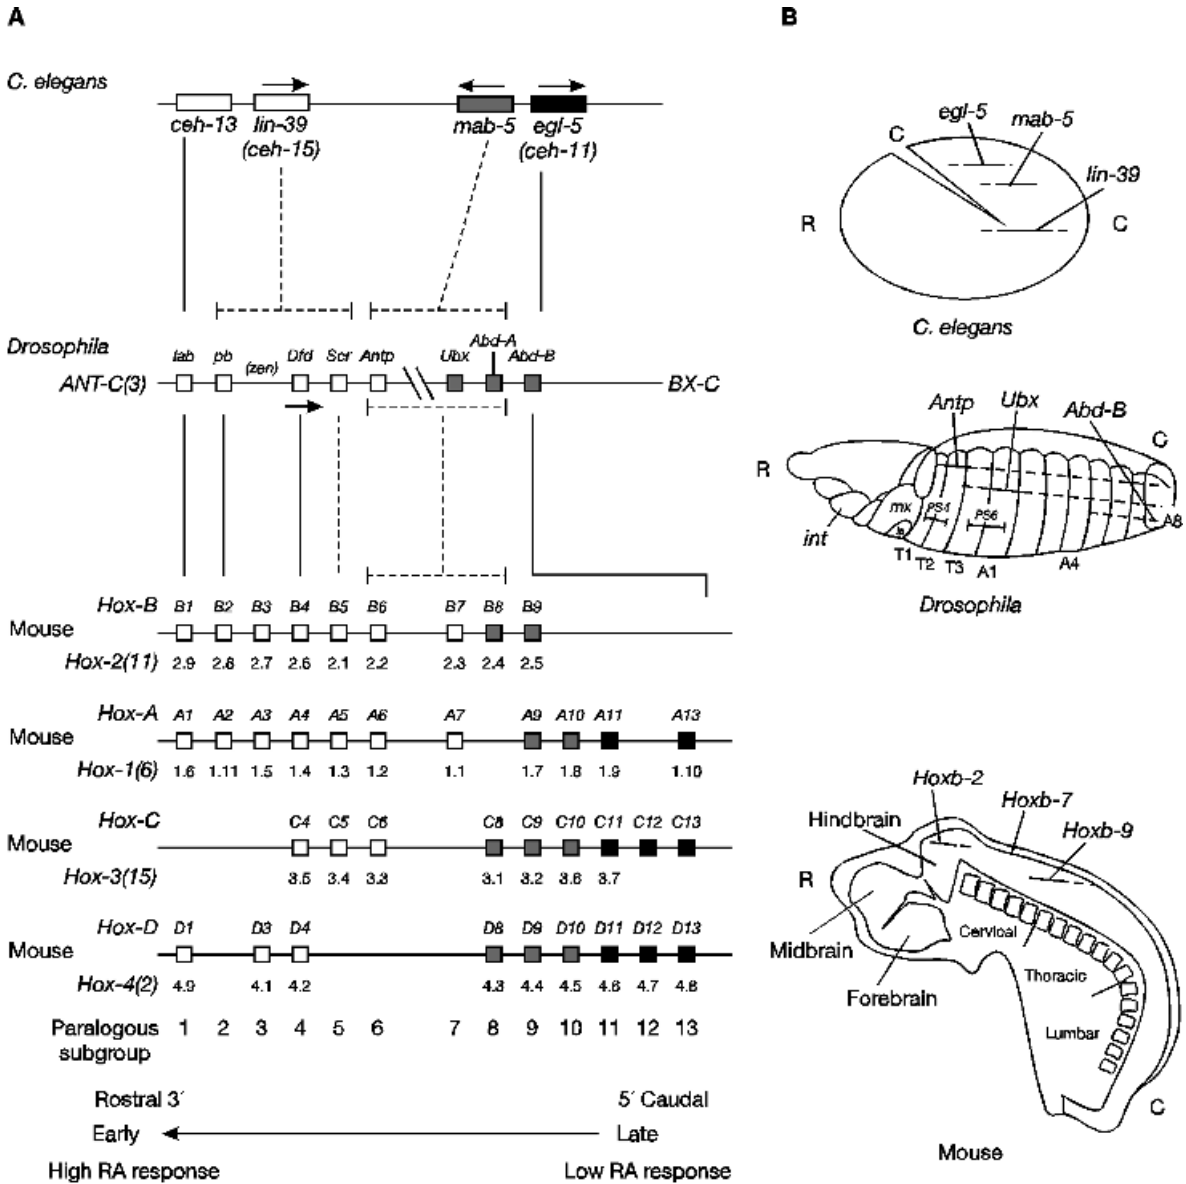 A
C. elegans
ceh-13 lin-39 mab-5 egl-5
(ceh-15) (ceh-11)
Drosophila
lab pb (zen) Dfd Scr Antp Ubx Abd-A Abd-B
ANT-C(3) BX-C
Hox-B B1 B2 B3 B4 B5 B6 B7 B8 B9
Mouse
Hox-2(11) 2.9 2.8 2.7 2.6 2.1 2.2 2.3 2.4 2.5
Hox-A A1 A2 A3 A4 A5 A6 A7 A9 A10 A11 A13
Mouse
Hox-1(6) 1.6 1.11 1.5 1.4 1.3 1.2 1.1 1.7 1.8 1.9 1.10
Hox-C C4 C5 C6 C8 C9 C10 C11 C12 C13
Mouse
Hox-3(15) 3.5 3.4 3.3 3.1 3.2 3.6 3.7
Hox-D D1 D3 D4 D8 D9 D10 D11 D12 D13
Mouse
Hox-4(2) 4.9 4.1 4.2 4.3 4.4 4.5 4.6 4.7 4.8
Paralogous 1 2 3 4 5 6 7 8 9 10 11 12 13
subgroup
Rostral 3´ 5´ Caudal
Early Late
High RA response Low RA response
B
egl-5
mab-5
C
lin-39
R C
C. elegans
Antp Ubx Abd-B
C
R
mx PS4 PS6
int
A8
T1 T2 T3 A1 A4
Drosophila
Hoxb-2
Hoxb-7
Hindbrain
Hoxb-9
R
Cervical
Midbrain
Thoracic
Forebrain
Lumbar
C
Mouse